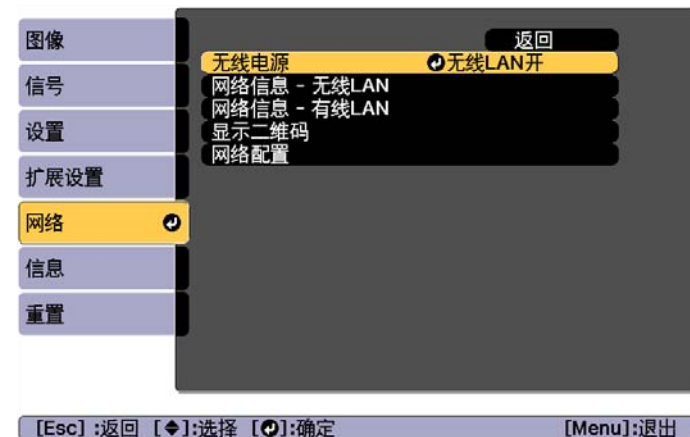 图像
信号
设置
扩展设置
网络
信息
重置
返回
无线电源 无线LAN开
网络信息 - 无线LAN
网络信息 - 有线LAN
显示二维码
网络配置
[Esc] :返回 [◆]:选择 [⏎]:确定 [Menu]:退出